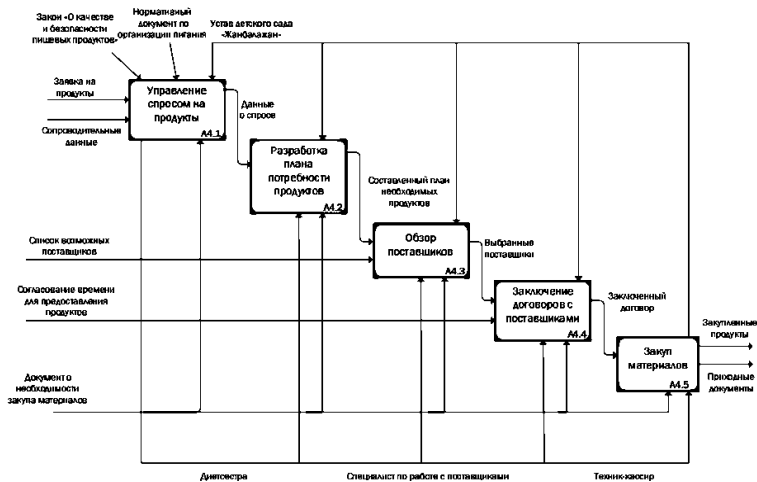 Закон «О качестве
и безопасности
пищевых продуктов»
Нормативный
документ по
организации питания
Устав детского сада
«Жанбалажан»
Заявка на
продукты
Сопроводительные
данные
Управление
спросом на
продукты
А4.1
Данные
о спросе
Разработка
плана
потребности
продуктов
А4.2
Составленный план
необходимых
продуктов
Список возможных
поставщиков
Обзор
поставщиков
А4.3
Выбранные
поставщики
Согласование времени
для предоставления
продуктов
Заключение
договоров с
поставщиками
А4.4
Заключенный
договор
Закупленные
продукты
Закуп
материалов
А4.5
Приходные
документы
Документ о
необходимости
закупа материалов
Диетсестра
Специалист по работе с поставщиками
Техник-кассир